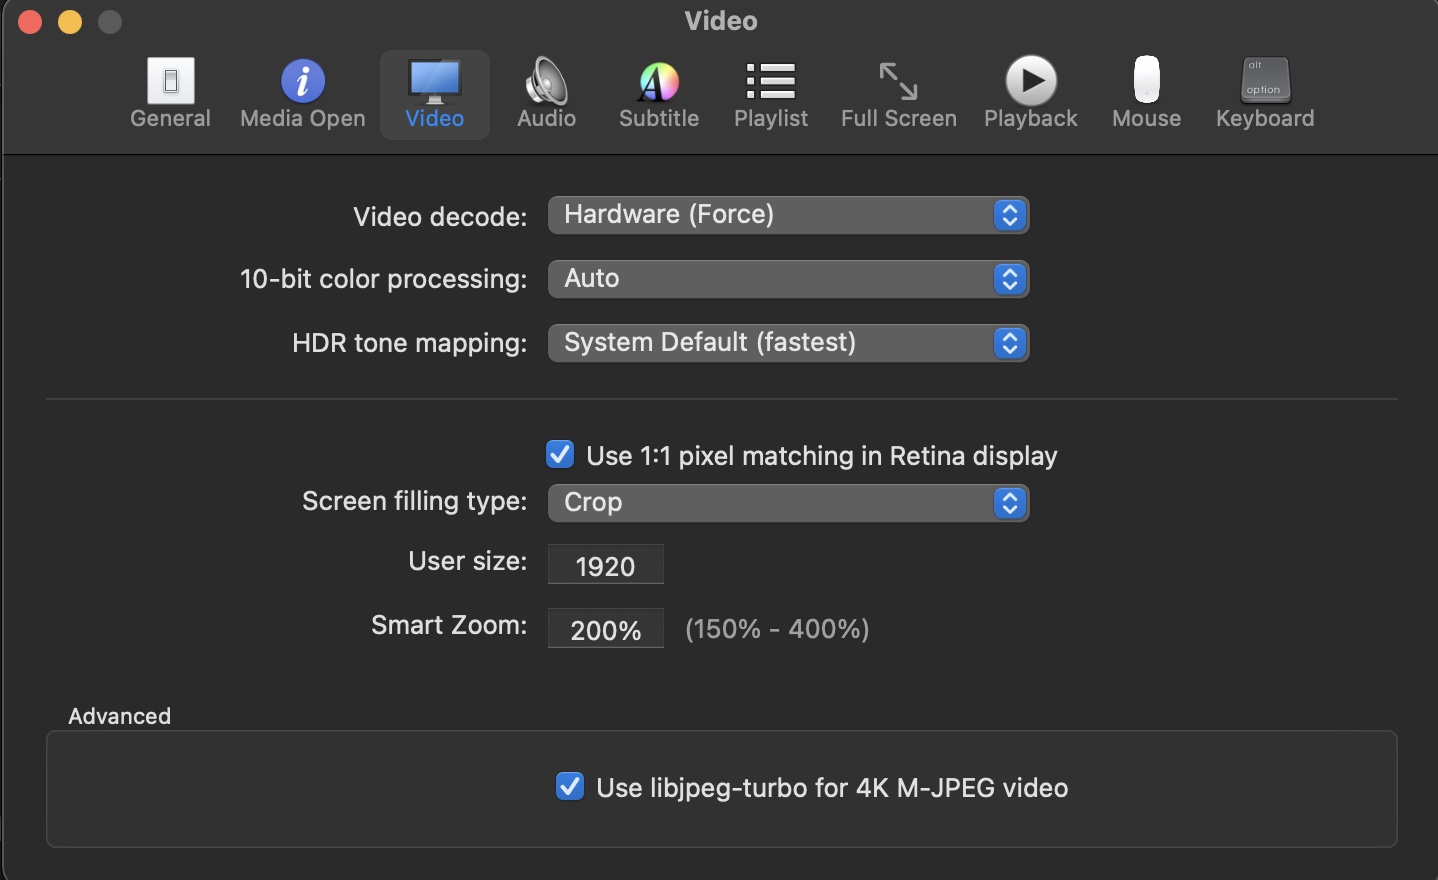 Video
alt
option
General Media Open Video Audio Subtitle Playlist Full Screen Playback Mouse Keyboard
Video decode: Hardware (Force)
10-bit color processing: Auto
HDR tone mapping: System Default (fastest)
Use 1:1 pixel matching in Retina display
Screen filling type: Crop
User size: 1920
Smart Zoom: 200% (150% - 400%)
Advanced
Use libjpeg-turbo for 4K M-JPEG video